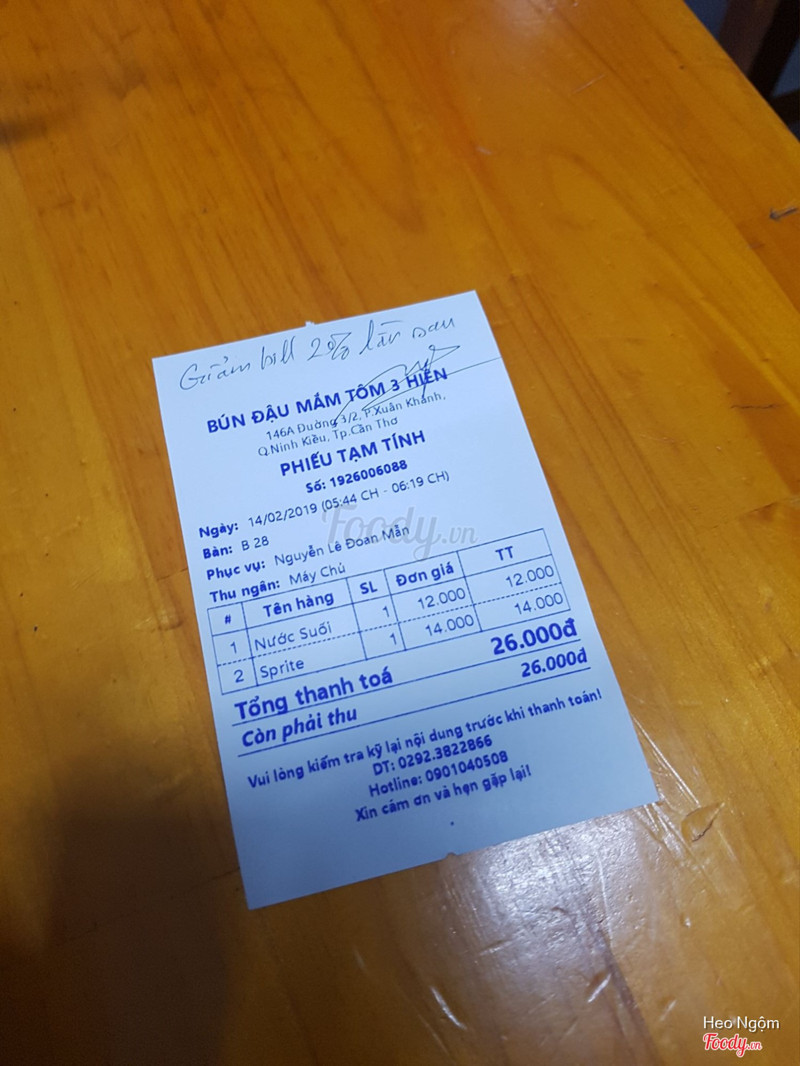 Giảm bill 20% lần sau
BÚN ĐẬU MẮM TÔM 3 HIÊN
146A Đường 3/2, P.Xuân Khánh,
Q.Ninh Kiều, Tp.Cần Thơ
PHIẾU TẠM TÍNH
Số: 1926006088
Ngày: 14/02/2019 (05:44 CH - 06:19 CH)
Bàn: B 28
Phục vụ: Nguyễn Lê Đoan Mẫn
Thu ngân: Máy Chủ
# Tên hàng SL Đơn giá TT
1 Nước Suối 1 12.000 12.000
2 Sprite 1 14.000 14.000
Tổng thanh toá 26.000đ
Còn phải thu 26.000đ
Vui lòng kiểm tra kỹ lại nội dung trước khi thanh toán!
DT: 0292.3822866
Hotline: 0901040508
Xin cám ơn và hẹn gặp lại!
Foody.vn
Heo Ngộm
Foody.vn